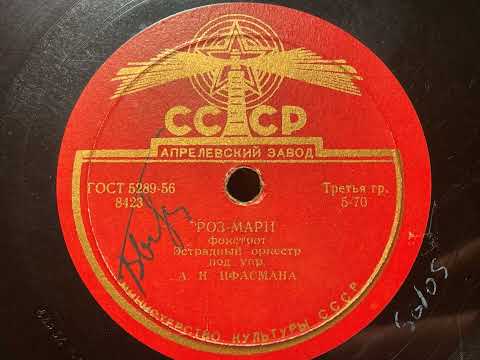 СССР
АПРЕЛЕВСКИЙ ЗАВОД
ГОСТ 5289-56
8423
Третья гр.
5-70
РОЗ-МАРИ
фокстрот
Эстрадный оркестр
под упр.
А. Н ЦФАСМАНА
МИНИСТЕРСТВО КУЛЬТУРЫ СССР
Solos